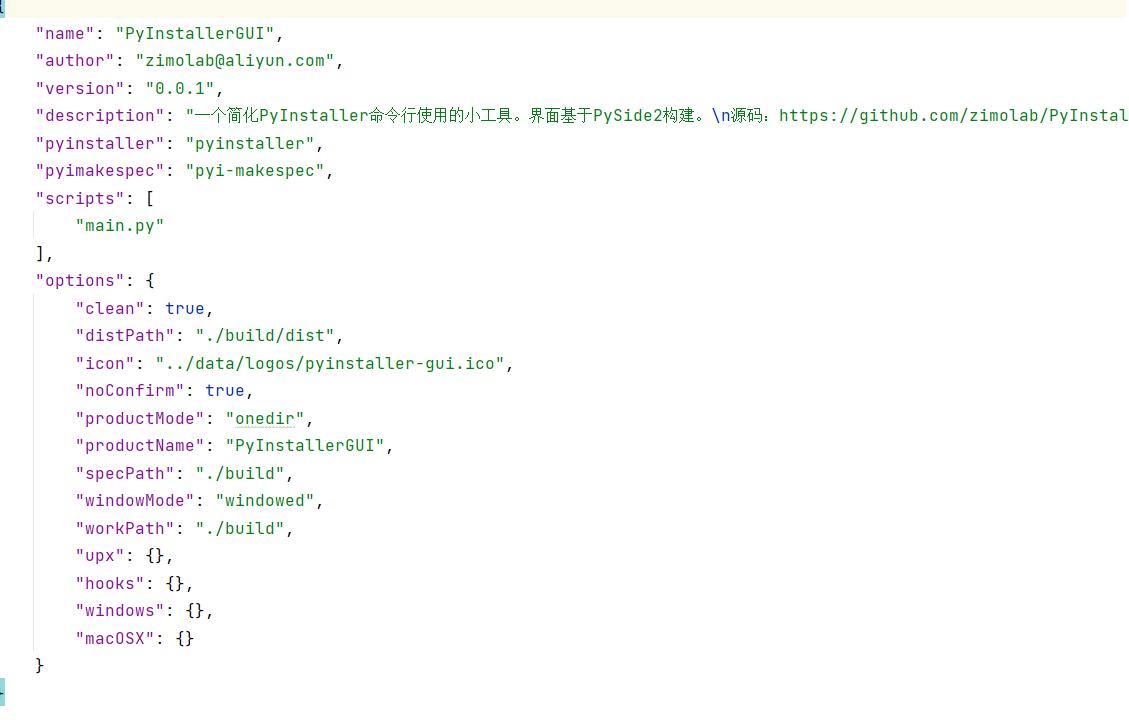 {
"name": "PyInstallerGUI",
"author": "zimolab@aliyun.com",
"version": "0.0.1",
"description": "一个简化PyInstaller命令行使用的小工具。界面基于PySide2构建。\n源码：https://github.com/zimolab/PyInstal
"pyinstaller": "pyinstaller",
"pyimakespec": "pyi-makespec",
"scripts": [
"main.py"
],
"options": {
"clean": true,
"distPath": "./build/dist",
"icon": "../data/logos/pyinstaller-gui.ico",
"noConfirm": true,
"productMode": "onedir",
"productName": "PyInstallerGUI",
"specPath": "./build",
"windowMode": "windowed",
"workPath": "./build",
"upx": {},
"hooks": {},
"windows": {},
"macOSX": {}
}
}